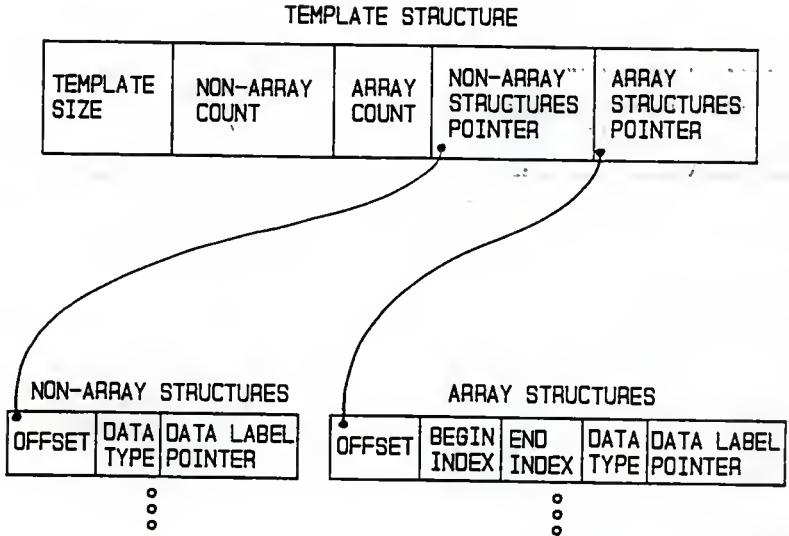 TEMPLATE STRUCTURE
TEMPLATE SIZE
NON-ARRAY COUNT
ARRAY COUNT
NON-ARRAY STRUCTURES POINTER
ARRAY STRUCTURES POINTER
NON-ARRAY STRUCTURES
OFFSET
DATA TYPE
DATA LABEL POINTER
ARRAY STRUCTURES
OFFSET
BEGIN INDEX
END INDEX
DATA TYPE
DATA LABEL POINTER